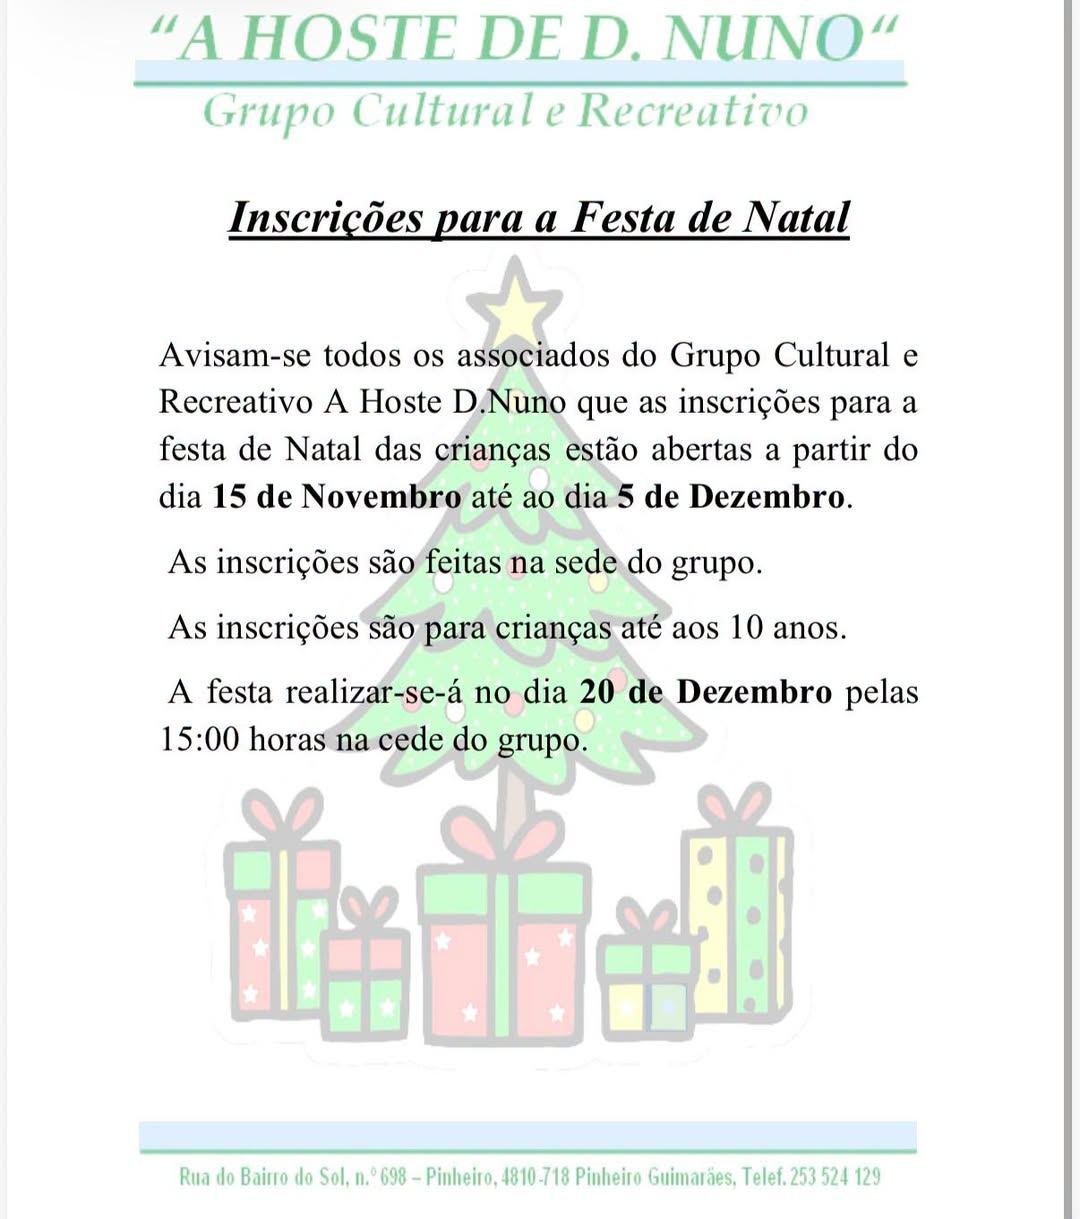 “A HOSTE DE D. NUNO“
Grupo Cultural e Recreativo
Inscrições para a Festa de Natal
Avisam-se todos os associados do Grupo Cultural e
Recreativo A Hoste D.Nuno que as inscrições para a
festa de Natal das crianças estão abertas a partir do
dia 15 de Novembro até ao dia 5 de Dezembro.
As inscrições são feitas na sede do grupo.
As inscrições são para crianças até aos 10 anos.
A festa realizar-se-á no dia 20 de Dezembro pelas
15:00 horas na cede do grupo.
Rua do Bairro do Sol, n.º 698 – Pinheiro, 4810-718 Pinheiro Guimarães, Telef. 253 524 129